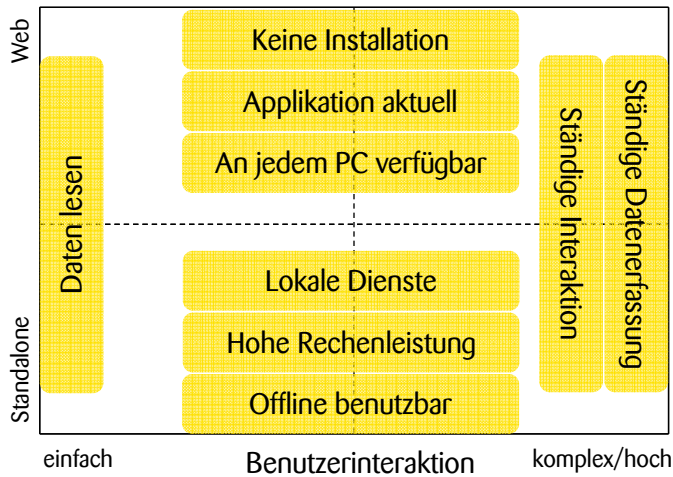 Web
Keine Installation
Applikation aktuell
An jedem PC verfügbar
Daten lesen
Ständige Interaktion
Ständige Datenerfassung
Lokale Dienste
Hohe Rechenleistung
Offline benutzbar
Standalone
einfach
Benutzerinteraktion
komplex/hoch